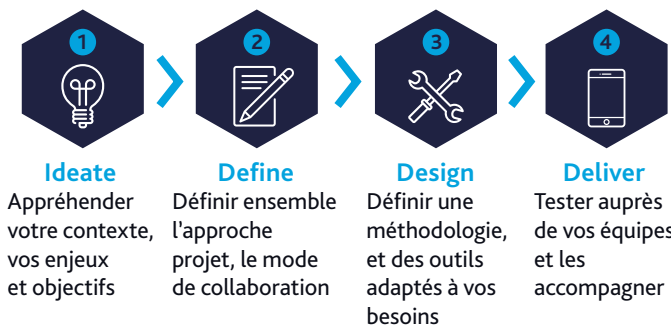 1
Ideate
Appréhender
votre contexte,
vos enjeux
et objectifs
2
Define
Définir ensemble
l'approche
projet, le mode
de collaboration
3
Design
Définir une
méthodologie,
et des outils
adaptés à vos
besoins
4
Deliver
Tester auprès
de vos équipes
et les
accompagner